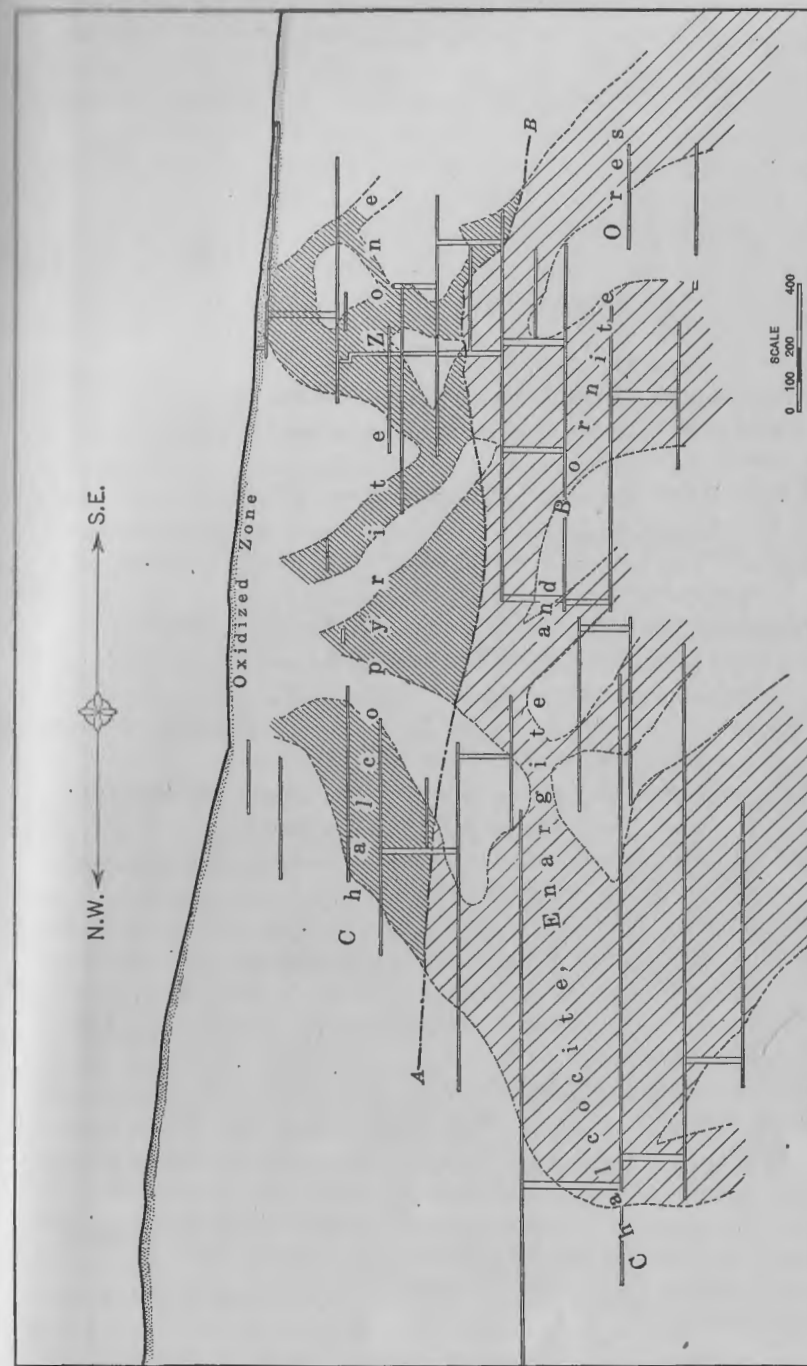 N.W. S.E.
Oxidized Zone
Chalcopyrite Zone
A B
Chalcocite, Enargite and Bornite Ores
SCALE
0 100 200 400